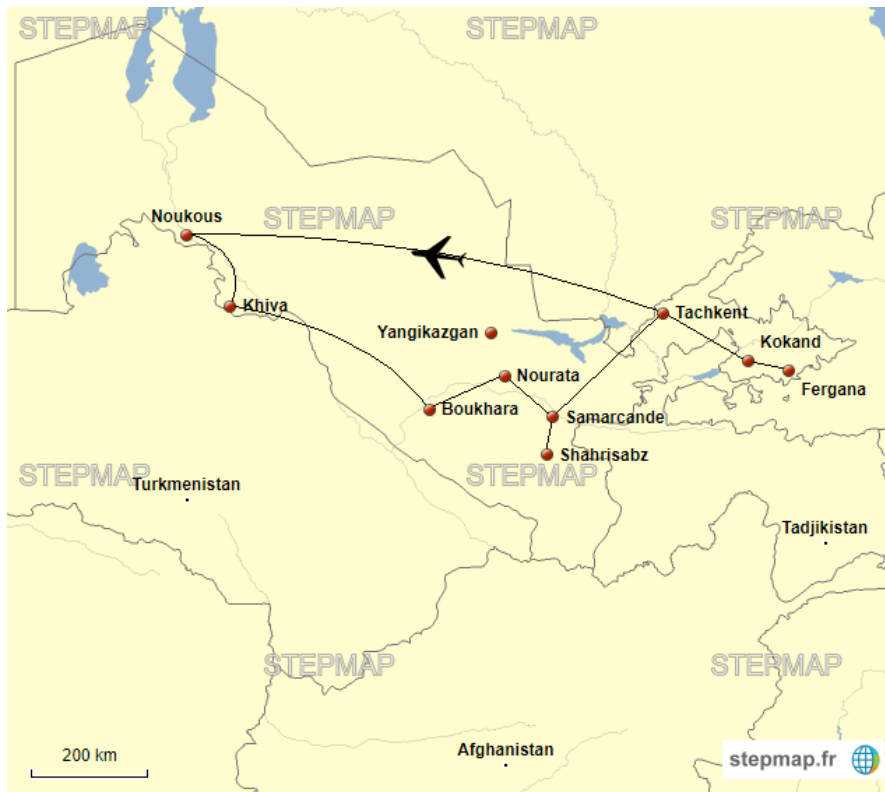 STEPMAP
STEPMAP
Noukous
STEPMAP
STEPMAP
Khiva
Tachkent
Yangikazgan
Kokand
Nourata
Fergana
Boukhara
Samarcande
Shahrisabz
STEPMAP
STEPMAP
Turkmenistan
Tadjikistan
STEPMAP
STEPMAP
200 km
Afghanistan
stepmap.fr